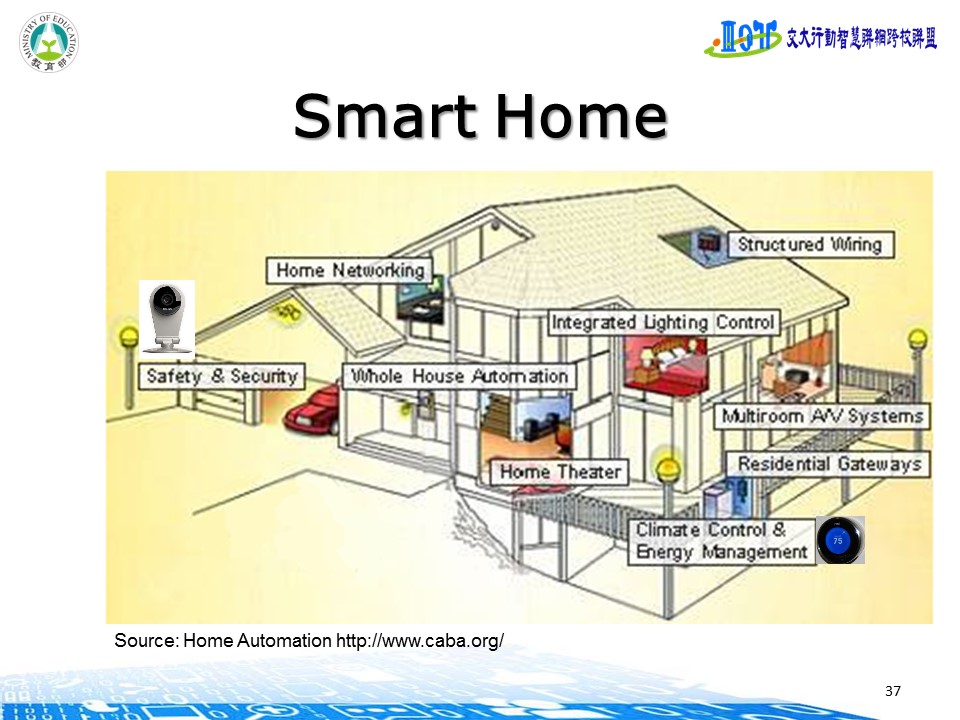 MINISTRY OF EDUCATION
教育部
IIOT 交大行動智慧聯網跨校聯盟
Smart Home
Structured Wiring
Home Networking
Integrated Lighting Control
Safety & Security
Whole House Automation
Multiroom A/V Systems
Home Theater
Residential Gateways
Climate Control &
Energy Management
75
Source: Home Automation http://www.caba.org/
37